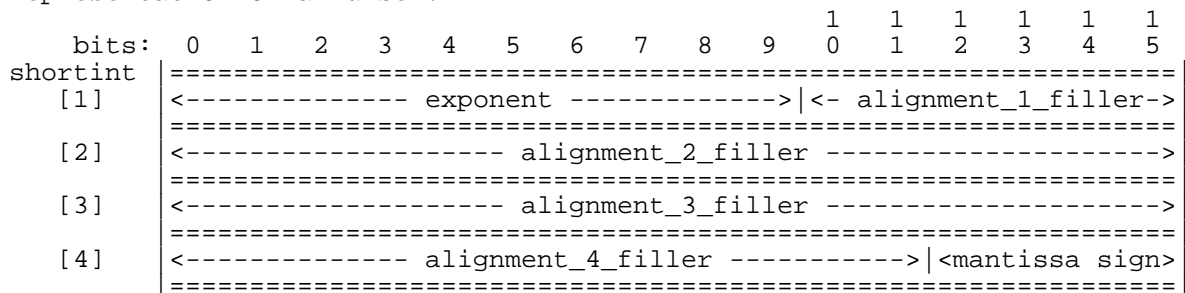 1 1 1 1 1 1
bits: 0 1 2 3 4 5 6 7 8 9 0 1 2 3 4 5
shortint |===============================================================|
[1] |<-------------- exponent ------------->|<- alignment_1_filler->|
|===============================================================|
[2] |<-------------------- alignment_2_filler --------------------->|
|===============================================================|
[3] |<-------------------- alignment_3_filler --------------------->|
|===============================================================|
[4] |<-------------- alignment_4_filler ----------->|<mantissa sign>|
|===============================================================|